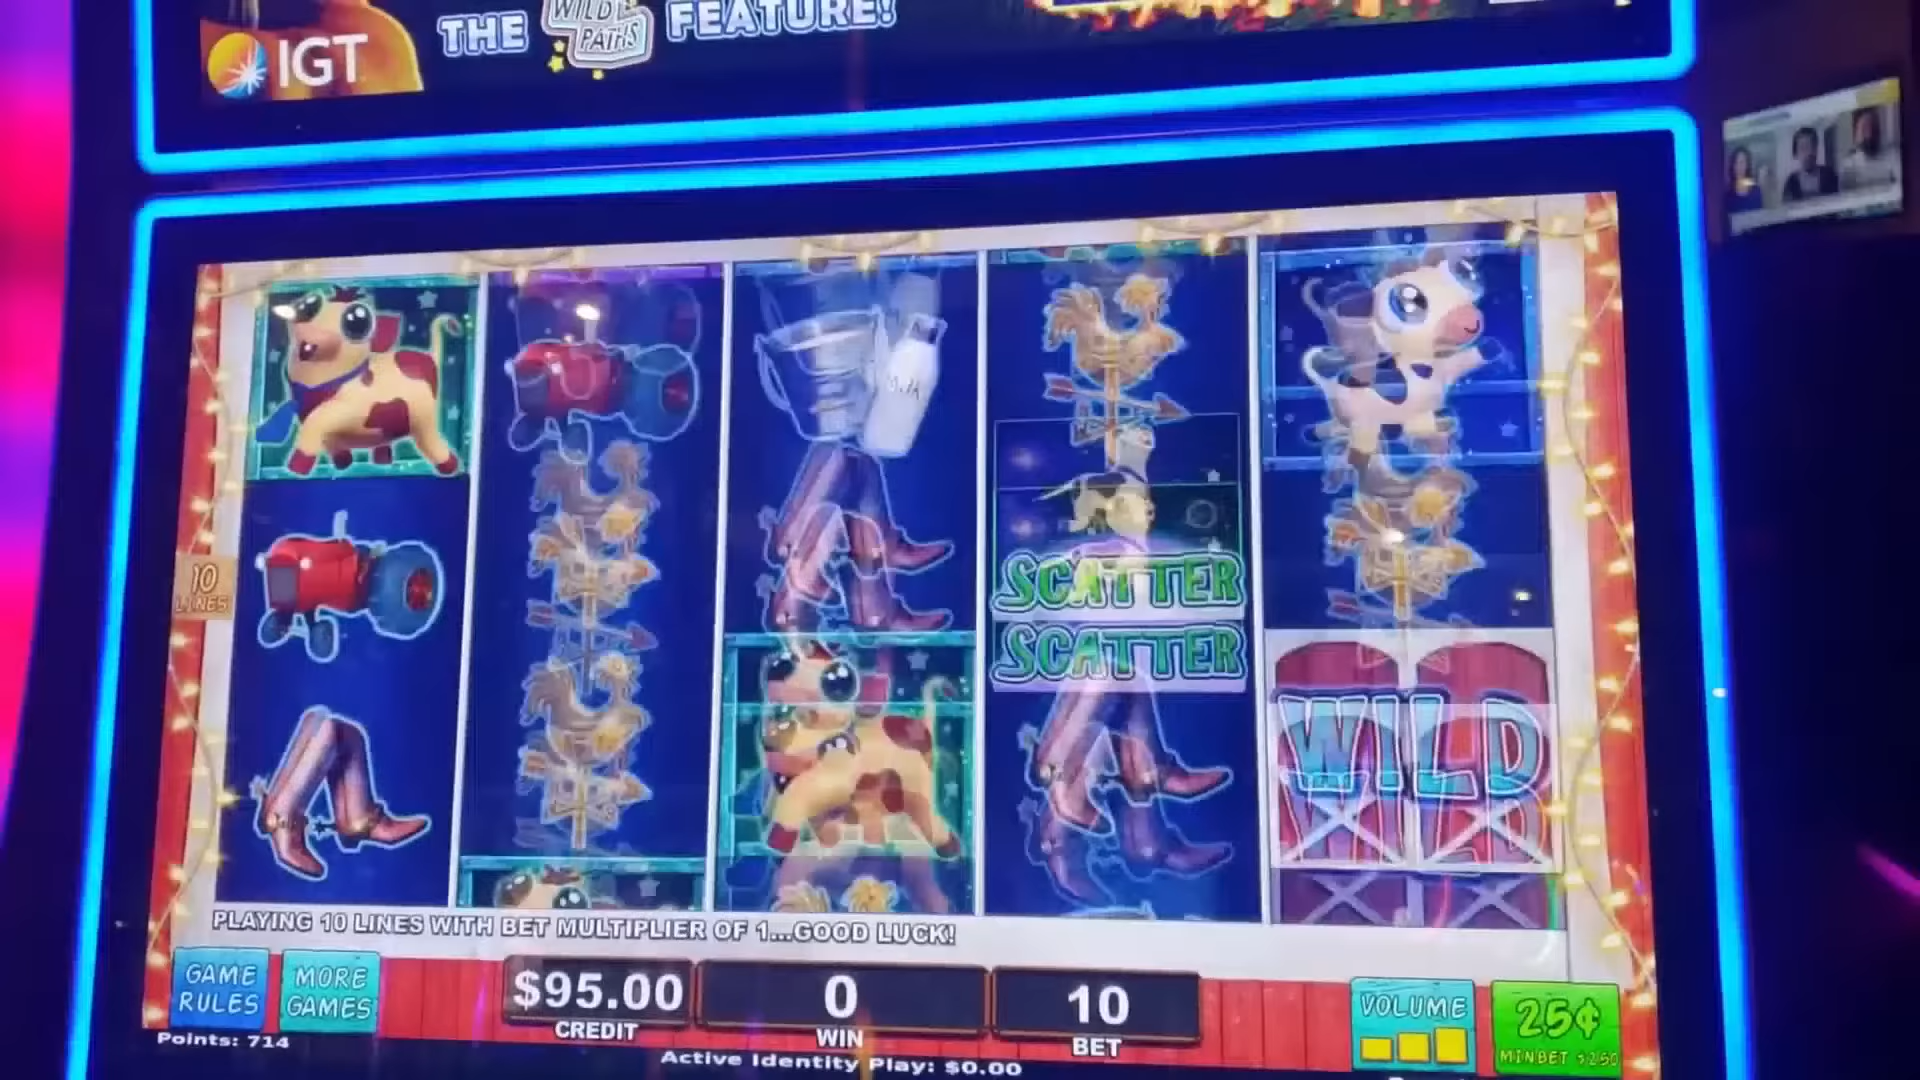 IGT
THE WILD PATHS FEATURE!
MILK
SCATTER
SCATTER
10
LINES
WILD
WILD
PLAYING 10 LINES WITH BET MULTIPLIER OF 1...GOOD LUCK!
GAME
RULES
MORE
GAMES
$95.00
CREDIT
0
WIN
10
BET
VOLUME
25¢
MINBET $2.50
Points: 714
Active Identity Play: $0.00